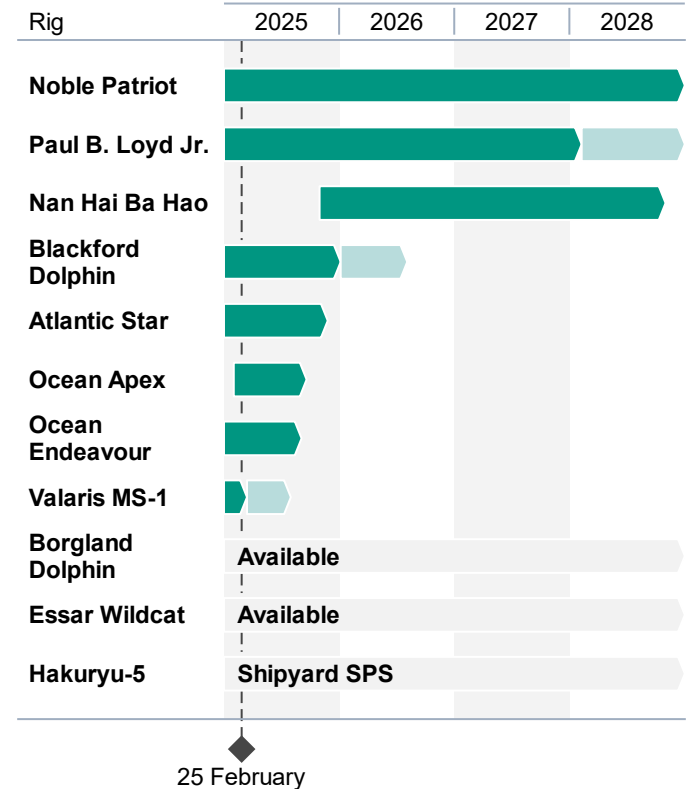 Rig 2025 2026 2027 2028
Noble Patriot
Paul B. Loyd Jr.
Nan Hai Ba Hao
Blackford
Dolphin
Atlantic Star
Ocean Apex
Ocean
Endeavour
Valaris MS-1
Borgland
Dolphin
Available
Essar Wildcat Available
Hakuryu-5 Shipyard SPS
25 February